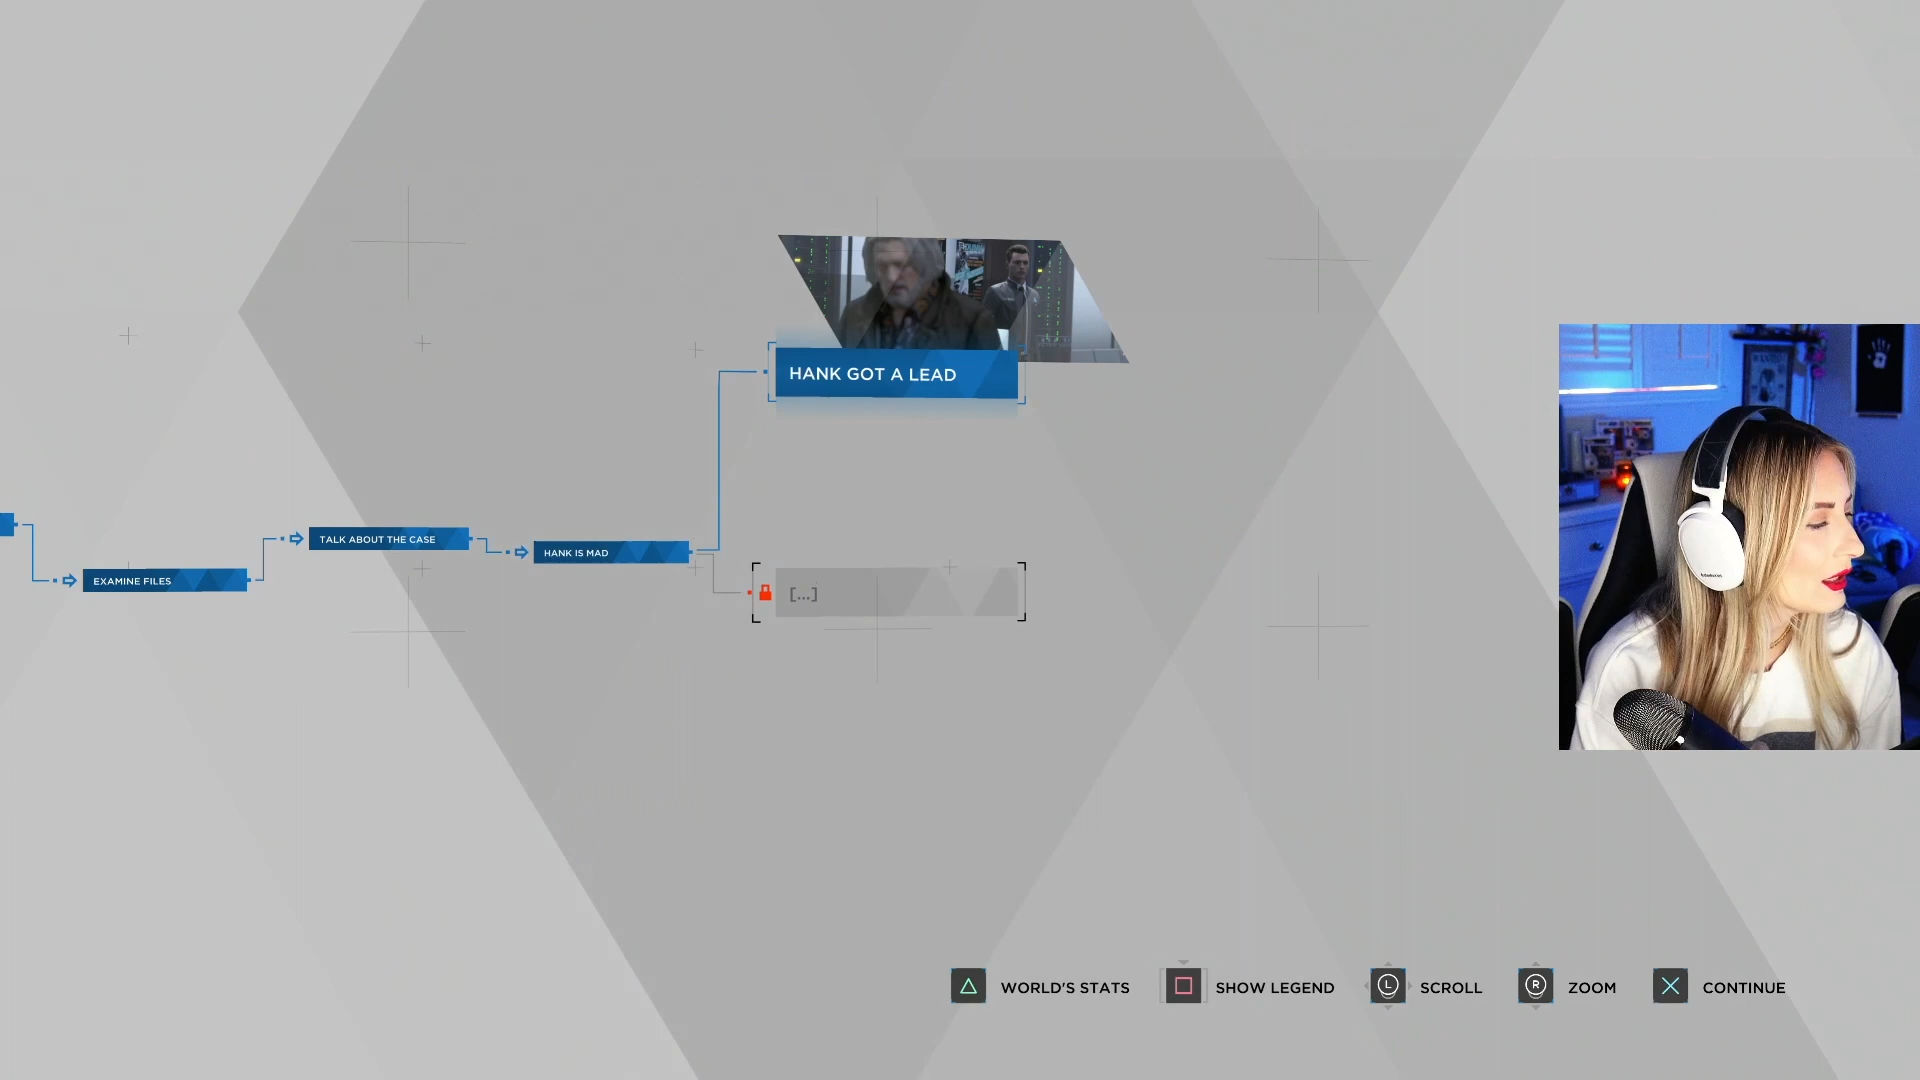 HANK GOT A LEAD
TALK ABOUT THE CASE
HANK IS MAD
EXAMINE FILES
[...]
WORLD'S STATS
SHOW LEGEND
L
SCROLL
R
ZOOM
CONTINUE